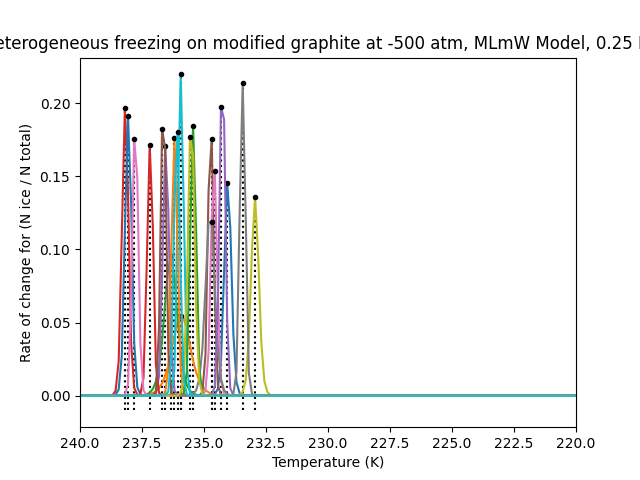 eterogeneous freezing on modified graphite at -500 atm, MLmW Model, 0.25
Rate of change for (N ice / N total)
0.20
0.15
0.10
0.05
0.00
240.0 237.5 235.0 232.5 230.0 227.5 225.0 222.5 220.0
Temperature (K)